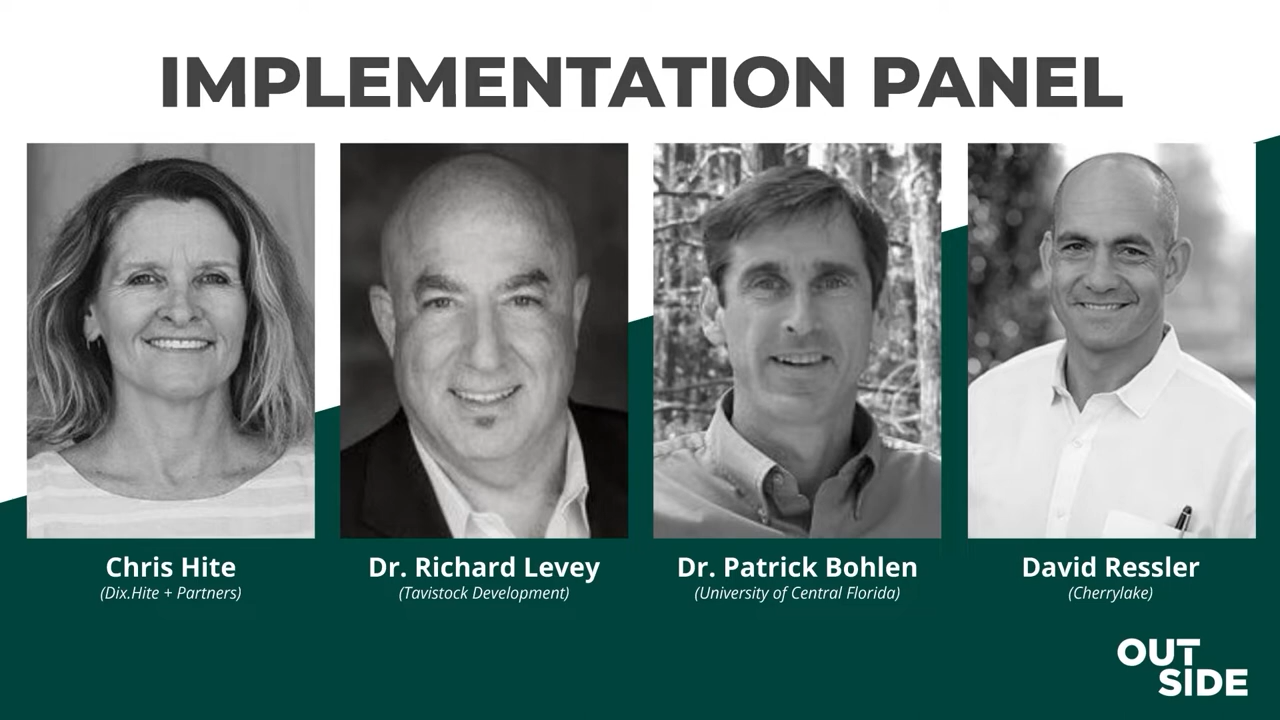 IMPLEMENTATION PANEL
Chris Hite
(Dix.Hite + Partners)
Dr. Richard Levey
(Tavistock Development)
Dr. Patrick Bohlen
(University of Central Florida)
David Ressler
(Cherrylake)
OUT
SIDE